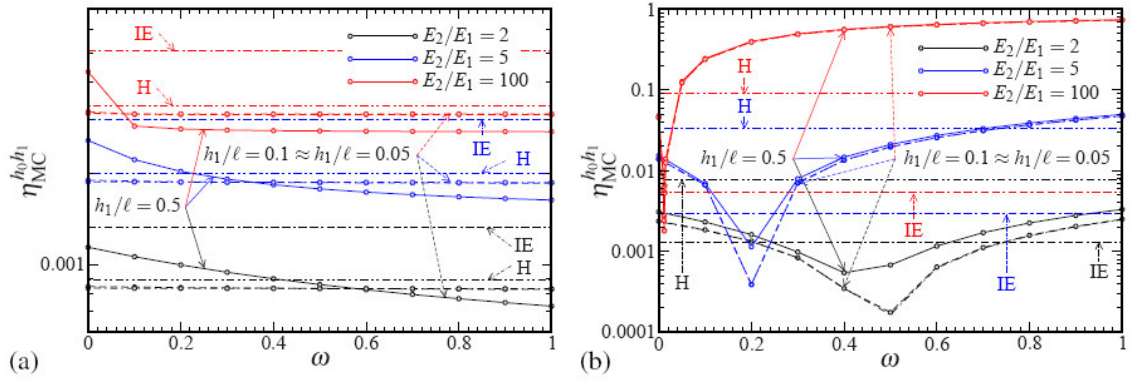 IE
H
E₂/E₁ = 2
E₂/E₁ = 5
E₂/E₁ = 100
IE
H
h₁/ℓ = 0.1 ≈ h₁/ℓ = 0.05
h₁/ℓ = 0.5
IE
H
0.001
η_MC^{h₀h₁}
0 0.2 0.4 0.6 0.8 1
(a) ω
1
0.1
0.01
0.001
0.0001
E₂/E₁ = 2
E₂/E₁ = 5
E₂/E₁ = 100
H
H
h₁/ℓ = 0.5
h₁/ℓ = 0.1 ≈ h₁/ℓ = 0.05
IE
H
IE
IE
η_MC^{h₀h₁}
0 0.2 0.4 0.6 0.8 1
(b) ω